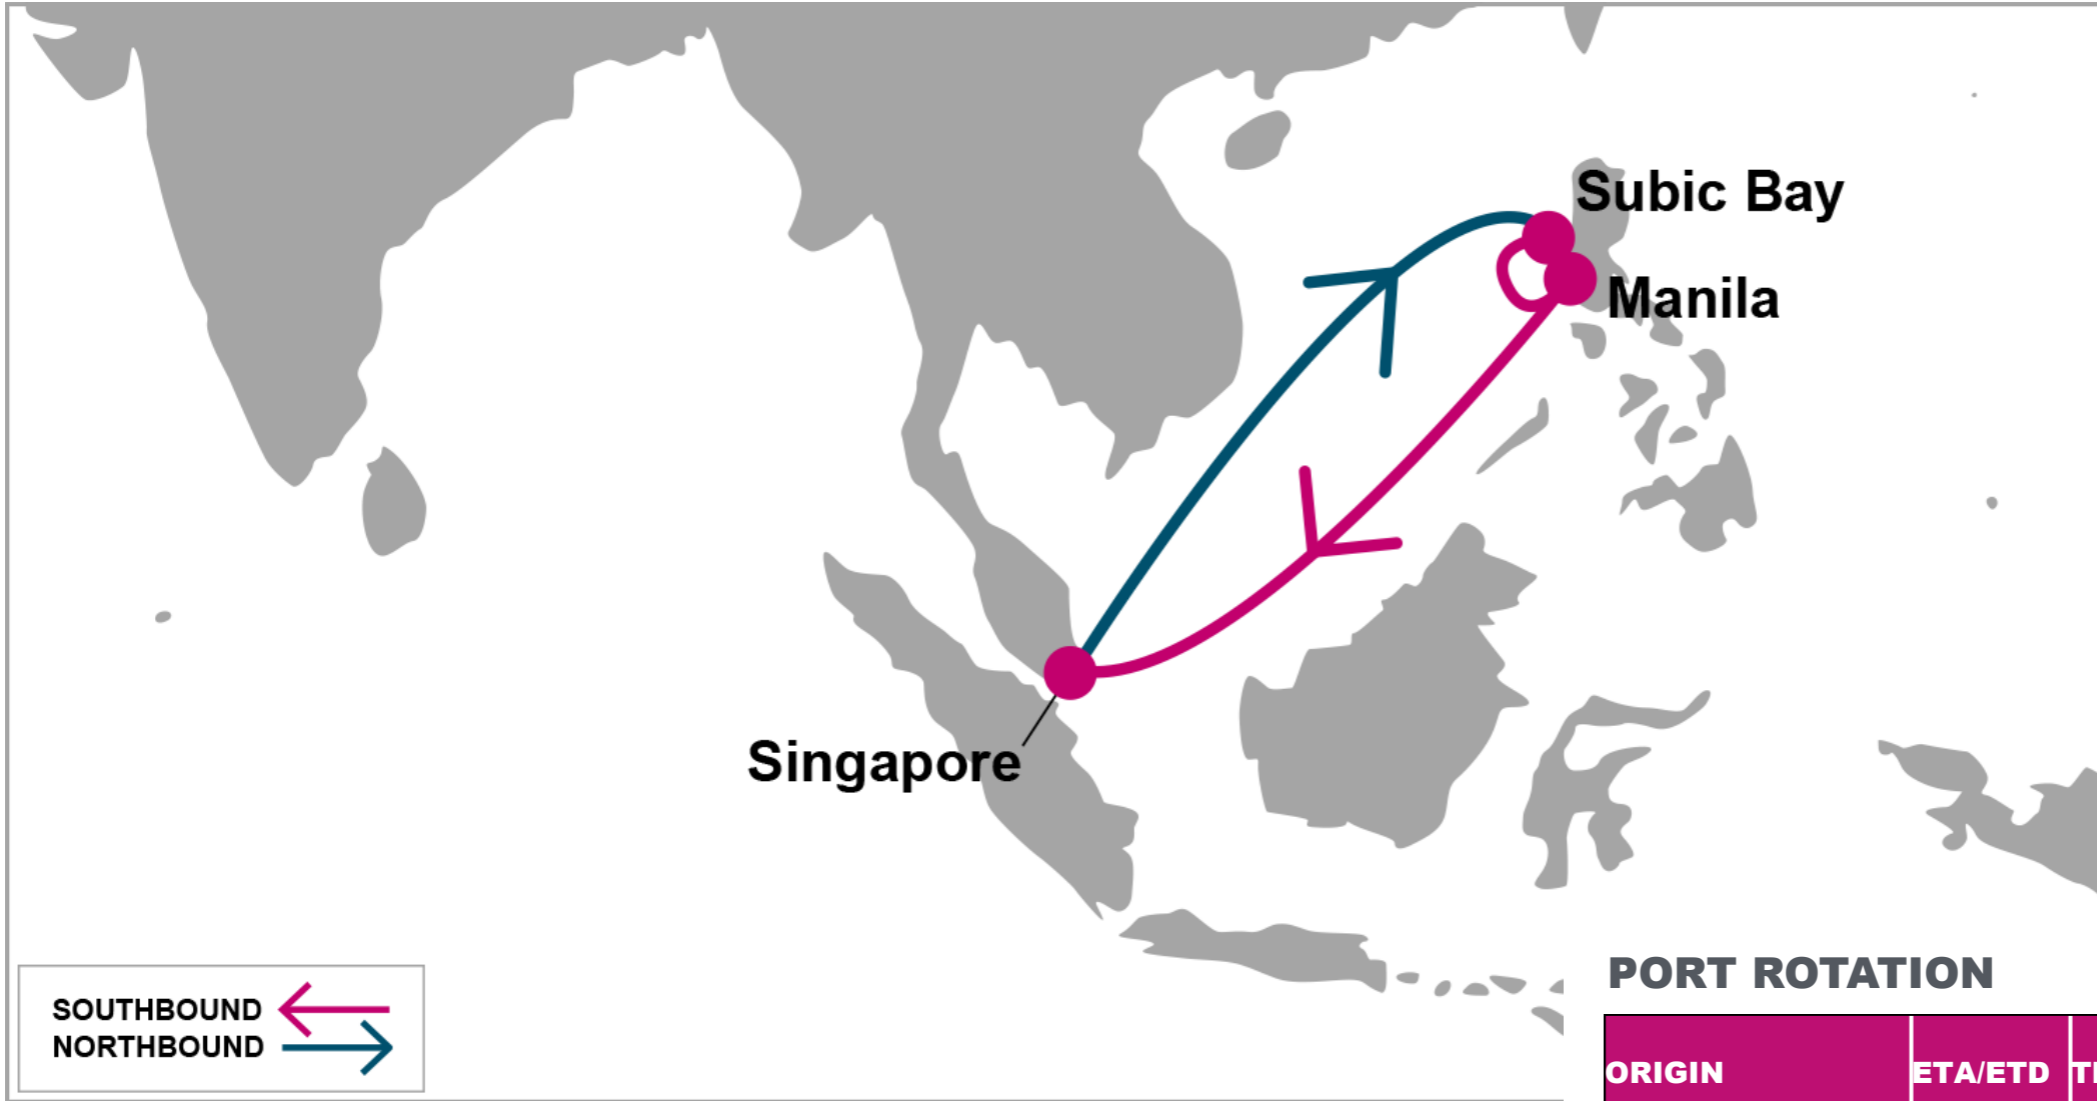 Subic Bay
Manila
Singapore
SOUTHBOUND
NORTHBOUND
PORT ROTATION
ORIGIN ETA/ETD